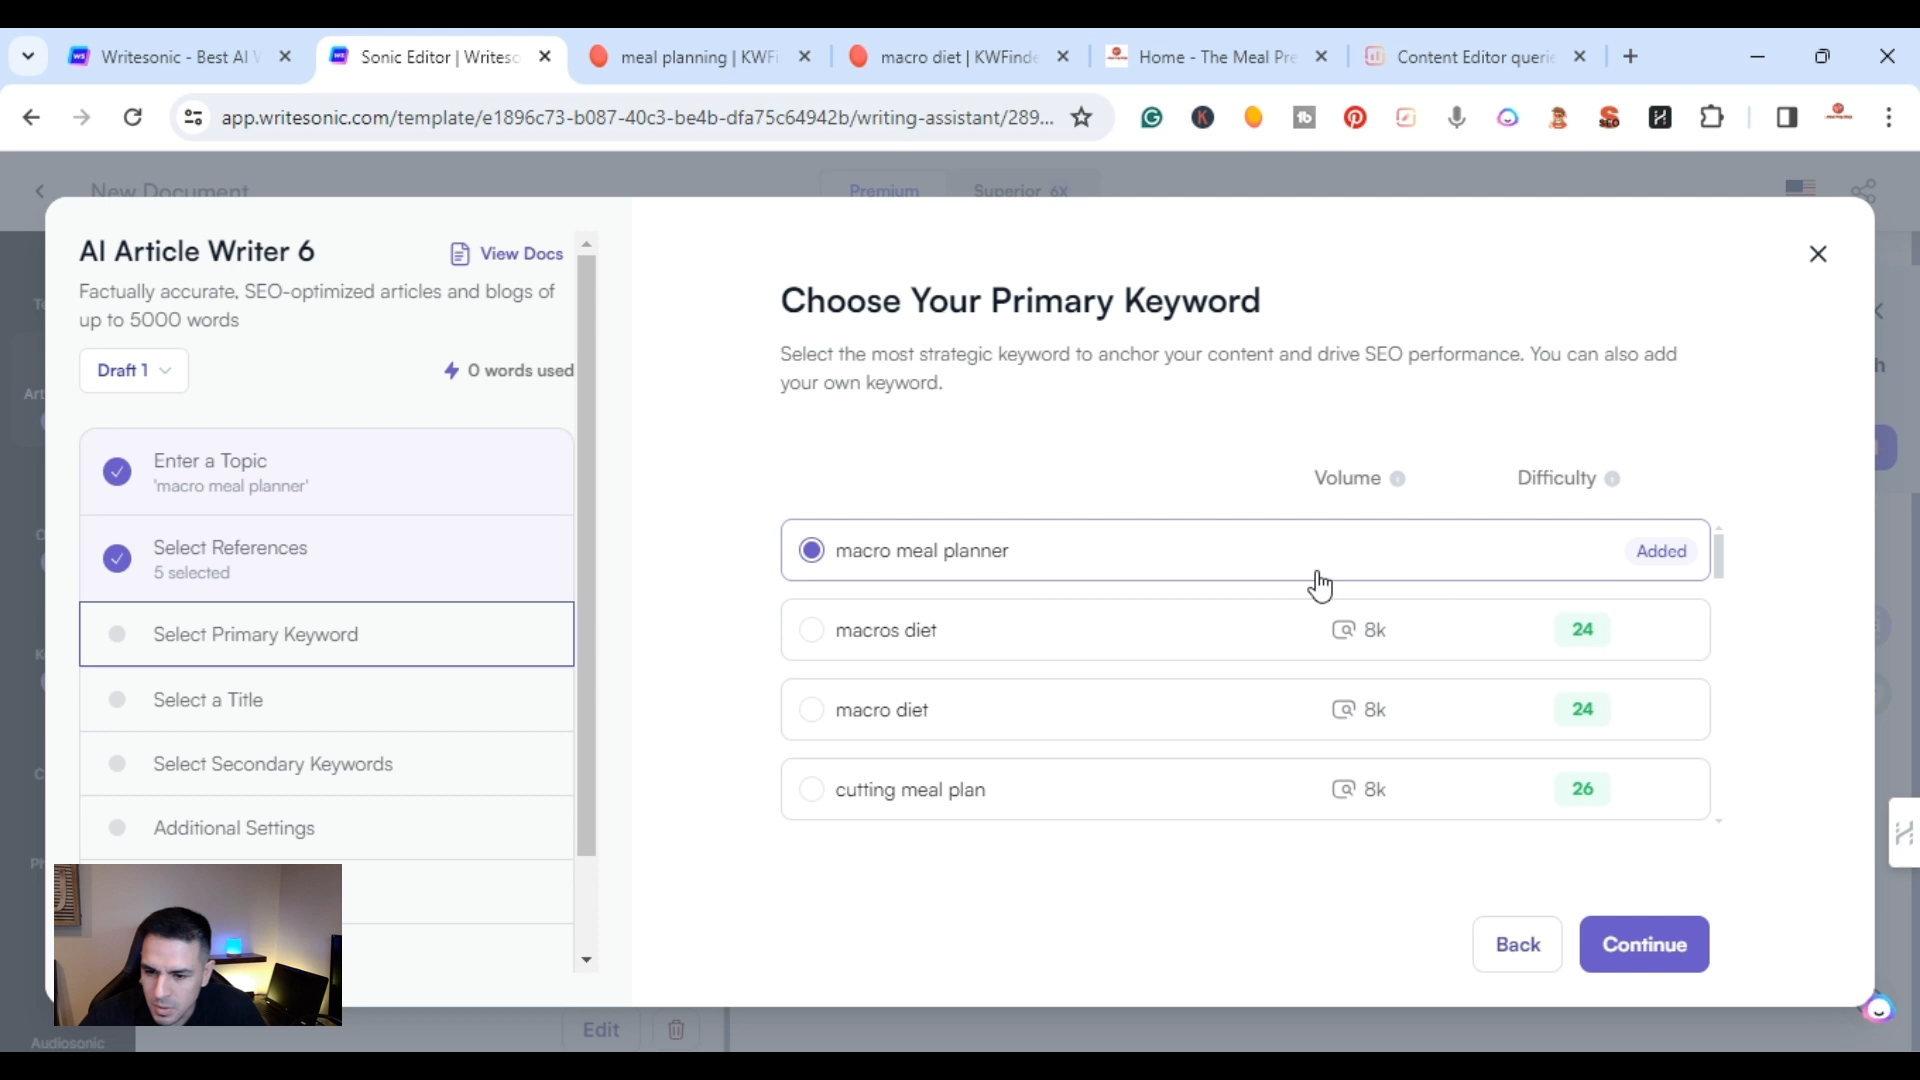 Writesonic - Best AI
Sonic Editor | Writeso
meal planning | KWFi
macro diet | KWFinde
Home - The Meal Pre
Content Editor querie
app.writesonic.com/template/e1896c73-b087-40c3-be4b-dfa75c64942b/writing-assistant/289...
New Document
Premium
Superior 6X
AI Article Writer 6
View Docs
Factually accurate, SEO-optimized articles and blogs of
up to 5000 words
Draft 1
0 words used
Enter a Topic
'macro meal planner'
Select References
5 selected
Select Primary Keyword
Select a Title
Select Secondary Keywords
Additional Settings
Choose Your Primary Keyword
Select the most strategic keyword to anchor your content and drive SEO performance. You can also add
your own keyword.
Volume
Difficulty
macro meal planner
Added
macros diet
8k
24
macro diet
8k
24
cutting meal plan
8k
26
Back
Continue
Edit
Audiosonic